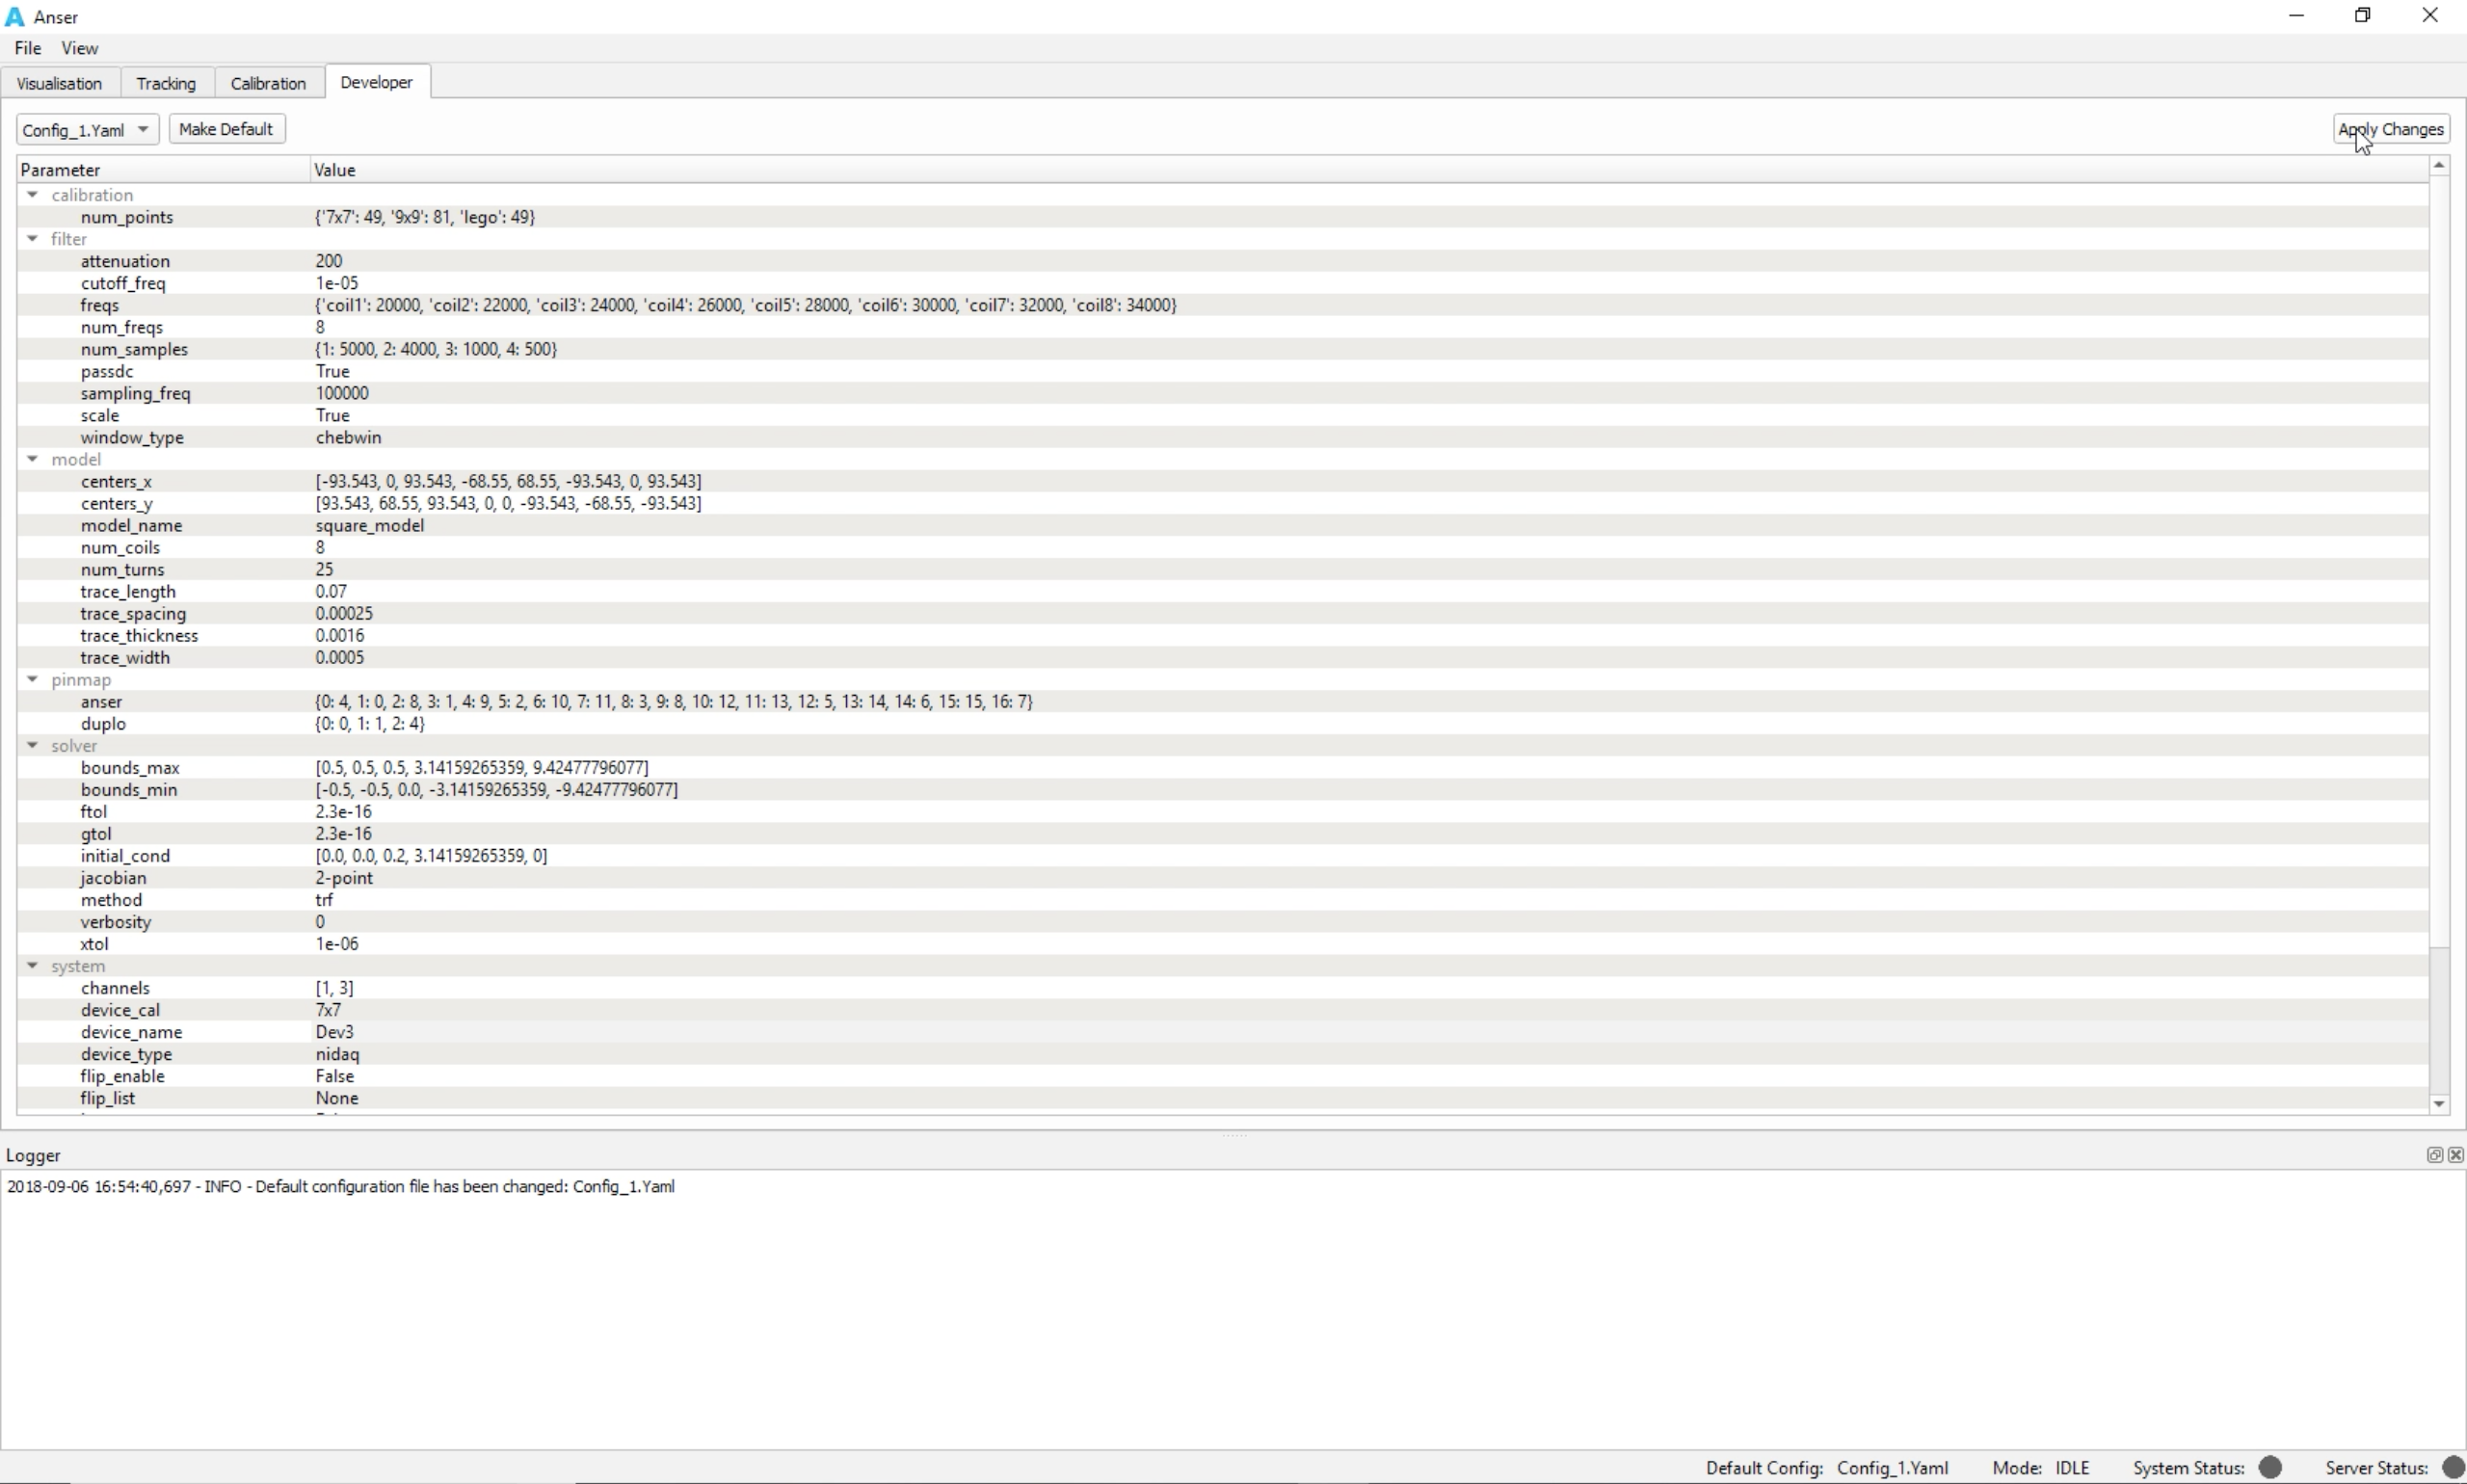 Anser
File View
Visualisation Tracking Calibration Developer
Config_1.Yaml Make Default Apply Changes
Parameter Value
calibration
num_points {'7x7': 49, '9x9': 81, 'lego': 49}
filter
attenuation 200
cutoff_freq 1e-05
freqs {'coil1': 20000, 'coil2': 22000, 'coil3': 24000, 'coil4': 26000, 'coil5': 28000, 'coil6': 30000, 'coil7': 32000, 'coil8': 34000}
num_freqs 8
num_samples {1: 5000, 2: 4000, 3: 1000, 4: 500}
passdc True
sampling_freq 100000
scale True
window_type chebwin
model
centers_x [-93.543, 0, 93.543, -68.55, 68.55, -93.543, 0, 93.543]
centers_y [93.543, 68.55, 93.543, 0, 0, -93.543, -68.55, -93.543]
model_name square_model
num_coils 8
num_turns 25
trace_length 0.07
trace_spacing 0.00025
trace_thickness 0.0016
trace_width 0.0005
pinmap
anser {0: 4, 1: 0, 2: 8, 3: 1, 4: 9, 5: 2, 6: 10, 7: 11, 8: 3, 9: 8, 10: 12, 11: 13, 12: 5, 13: 14, 14: 6, 15: 15, 16: 7}
duplo {0: 0, 1: 1, 2: 4}
solver
bounds_max [0.5, 0.5, 0.5, 3.14159265359, 9.42477796077]
bounds_min [-0.5, -0.5, 0.0, -3.14159265359, -9.42477796077]
ftol 2.3e-16
gtol 2.3e-16
initial_cond [0.0, 0.0, 0.2, 3.14159265359, 0]
jacobian 2-point
method trf
verbosity 0
xtol 1e-06
system
channels [1, 3]
device_cal 7x7
device_name Dev3
device_type nidaq
flip_enable False
flip_list None
Logger
2018-09-06 16:54:40,697 - INFO - Default configuration file has been changed: Config_1.Yaml
Default Config: Config_1.Yaml Mode: IDLE System Status: Server Status: